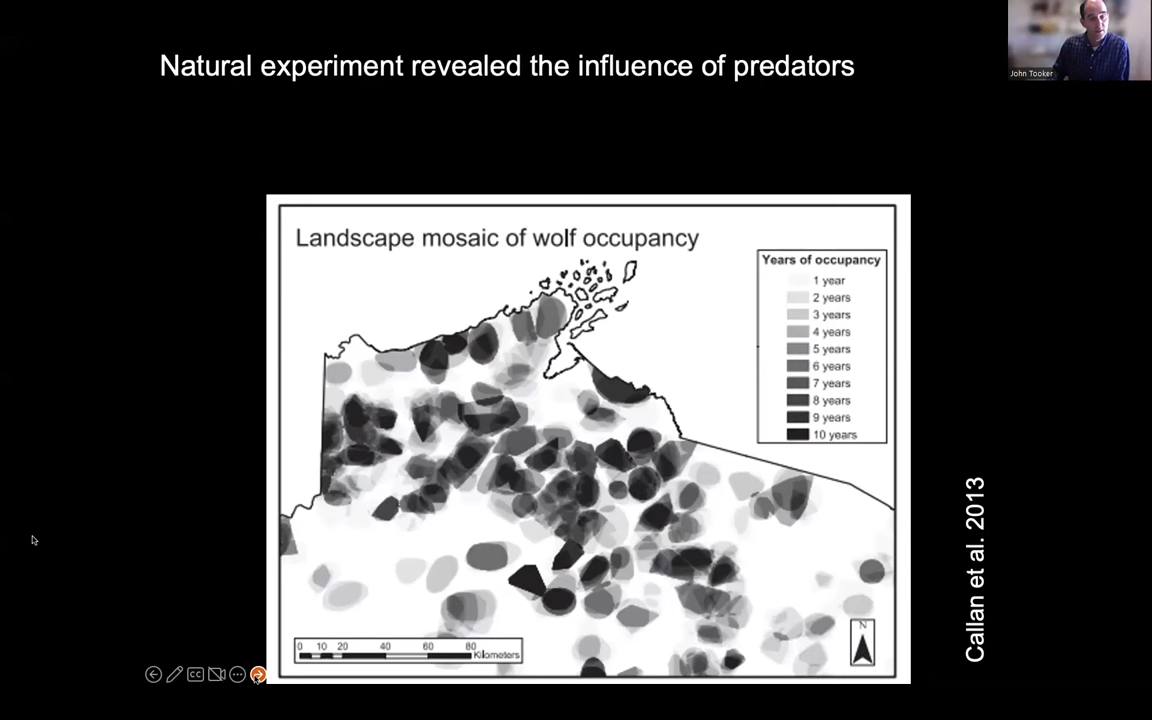 Natural experiment revealed the influence of predators
John Tooker
Landscape mosaic of wolf occupancy
Years of occupancy
1 year
2 years
3 years
4 years
5 years
6 years
7 years
8 years
9 years
10 years
Callan et al. 2013
N
0 10 20 40 60 80
Kilometers
CC